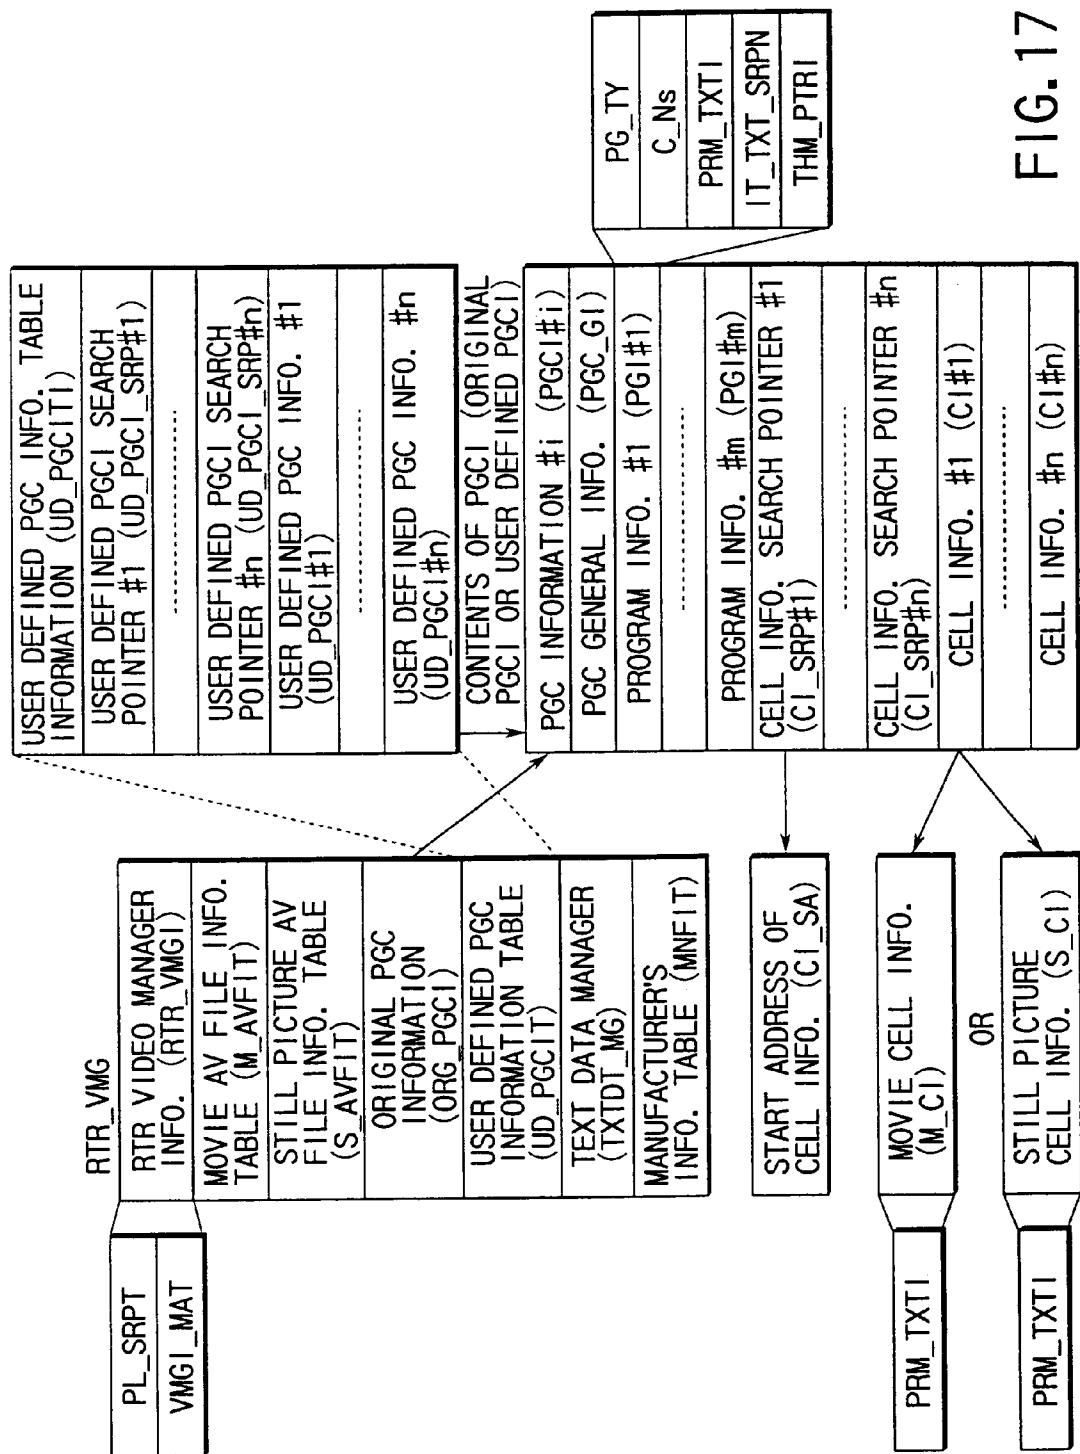 RTR_VMG
RTR VIDEO MANAGER
INFO. (RTR_VMGI)
MOVIE AV FILE INFO.
TABLE (M_AVFIT)
STILL PICTURE AV
FILE INFO. TABLE
(S_AVFIT)
ORIGINAL PGC
INFORMATION
(ORG_PGCI)
USER DEFINED PGC
INFORMATION TABLE
(UD_PGCIT)
TEXT DATA MANAGER
(TXTDT_MG)
MANUFACTURER'S
INFO. TABLE (MNFIT)
PL_SRPT
VMGI_MAT
USER DEFINED PGC INFO. TABLE
INFORMATION (UD_PGCITI)
USER DEFINED PGCI SEARCH
POINTER #1 (UD_PGCI_SRP#1)
USER DEFINED PGCI SEARCH
POINTER #n (UD_PGCI_SRP#n)
USER DEFINED PGC INFO. #1
(UD_PGCI#1)
USER DEFINED PGC INFO. #n
(UD_PGCI#n)
CONTENTS OF PGCI (ORIGINAL
PGCI OR USER DEFINED PGCI)
PGC INFORMATION #i (PGCI#i)
PGC GENERAL INFO. (PGC_GI)
PROGRAM INFO. #1 (PGI#1)
PROGRAM INFO. #m (PGI#m)
CELL INFO. SEARCH POINTER #1
(CI_SRP#1)
CELL INFO. SEARCH POINTER #n
(CI_SRP#n)
CELL INFO. #1 (CI#1)
CELL INFO. #n (CI#n)
PG_TY
C_Ns
PRM_TXTI
IT_TXT_SRPN
THM_PTRI
START ADDRESS OF
CELL INFO. (CI_SA)
MOVIE CELL INFO.
(M_CI)
PRM_TXTI
OR
STILL PICTURE
CELL INFO. (S_CI)
PRM_TXTI
FIG. 17